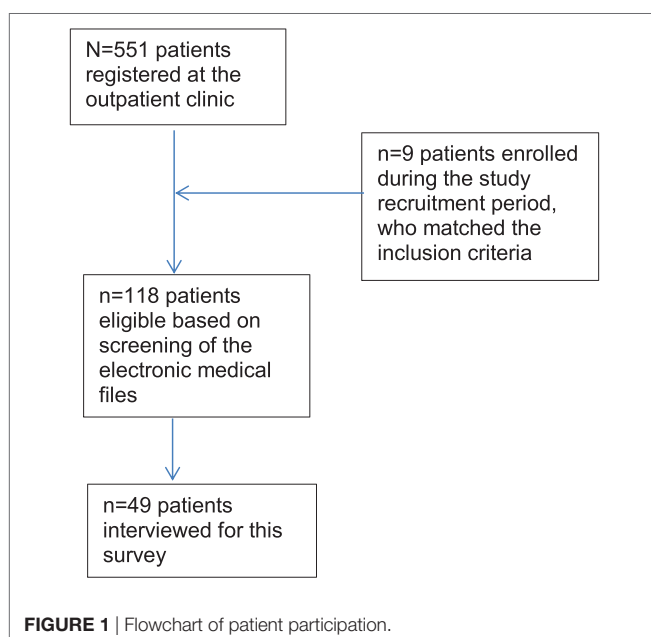 N=551 patients
registered at the
outpatient clinic
n=9 patients enrolled
during the study
recruitment period,
who matched the
inclusion criteria
n=118 patients
eligible based on
screening of the
electronic medical
files
n=49 patients
interviewed for this
survey
FIGURE 1 | Flowchart of patient participation.